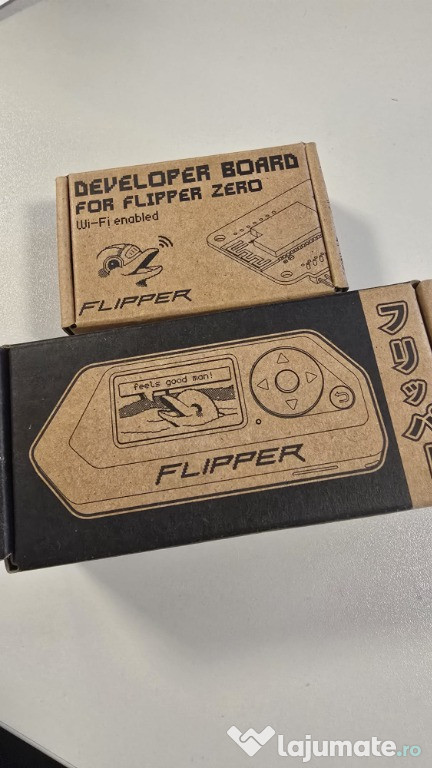 DEVELOPER BOARD
FOR FLIPPER ZERO
Wi-Fi enabled
FLIPPER
feels good man!
FLIPPER
フリッパー
lajumate.ro